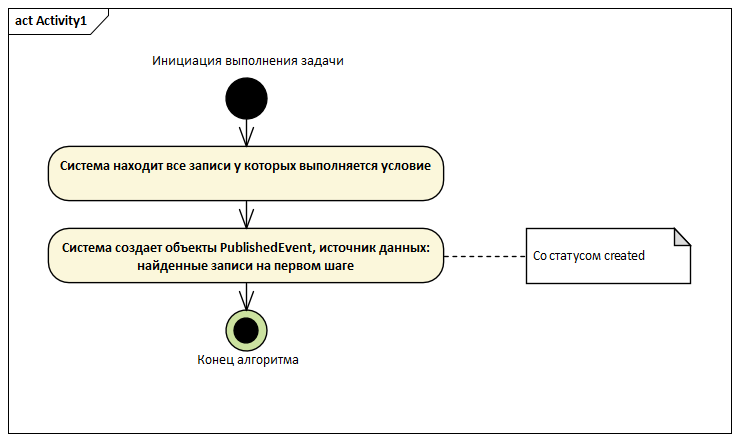 act Activity1
Инициация выполнения задачи
Система находит все записи у которых выполняется условие
Система создает объекты PublishedEvent, источник данных:
найденные записи на первом шаге
Со статусом created
Конец алгоритма